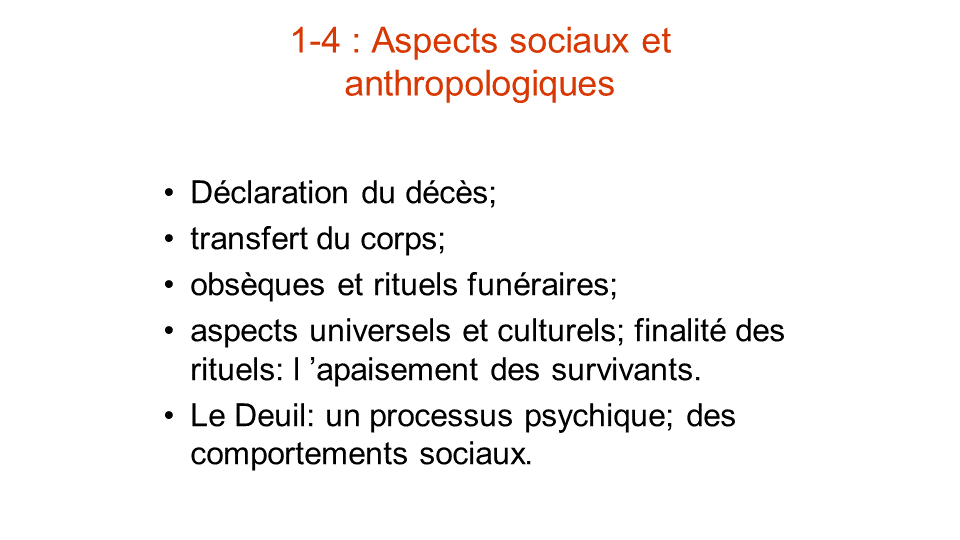 1-4 : Aspects sociaux et
anthropologiques
• Déclaration du décès;
• transfert du corps;
• obsèques et rituels funéraires;
• aspects universels et culturels; finalité des
rituels: l ’apaisement des survivants.
• Le Deuil: un processus psychique; des
comportements sociaux.